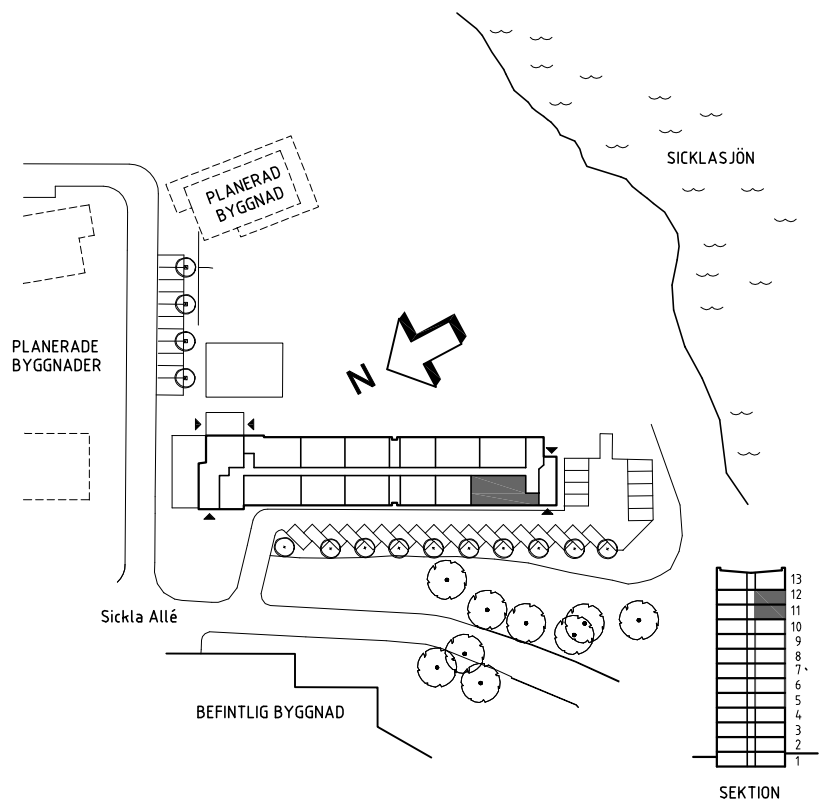 SICKLASJÖN
PLANERAD
BYGGNAD
PLANERADE
BYGGNADER
N
13
12
11
10
9
8
7
6
5
4
3
2
1
Sickla Allé
BEFINTLIG BYGGNAD
SEKTION